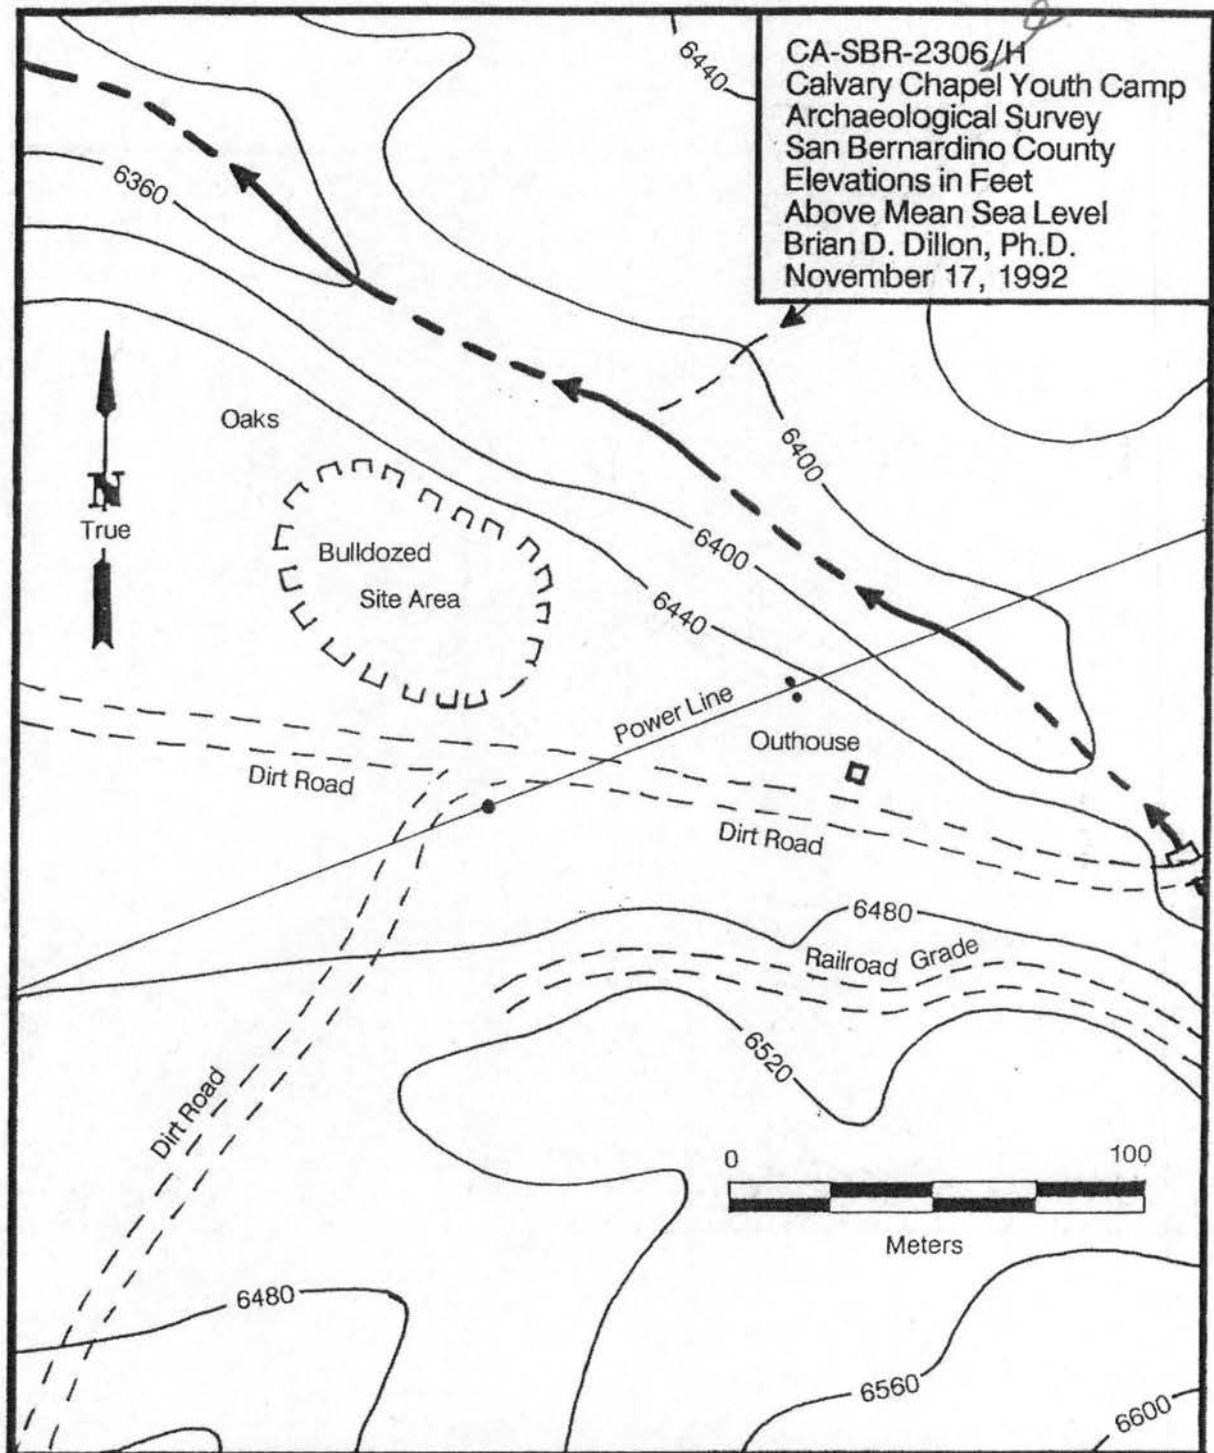 6440
CA-SBR-2306/H
Calvary Chapel Youth Camp
Archaeological Survey
San Bernardino County
Elevations in Feet
Above Mean Sea Level
Brian D. Dillon, Ph.D.
November 17, 1992
6360
Oaks
6400
N
True
Bulldozed
Site Area
6400
6440
Power Line
Outhouse
Dirt Road
Dirt Road
6480
Railroad Grade
6520
Dirt Road
0 100
Meters
6480
6560
6600